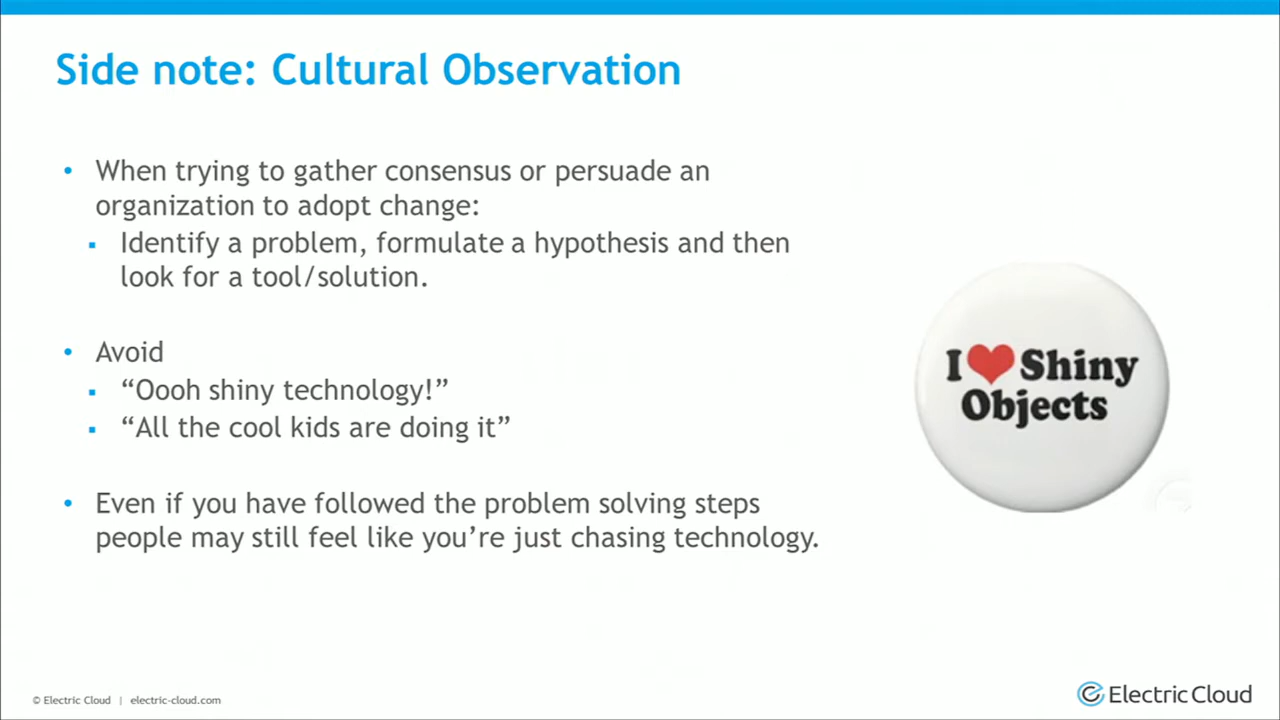 Side note: Cultural Observation
• When trying to gather consensus or persuade an
organization to adopt change:
▪ Identify a problem, formulate a hypothesis and then
look for a tool/solution.
• Avoid
▪ “Oooh shiny technology!”
▪ “All the cool kids are doing it”
• Even if you have followed the problem solving steps
people may still feel like you’re just chasing technology.
I❤Shiny
Objects
© Electric Cloud | electric-cloud.com
Electric Cloud